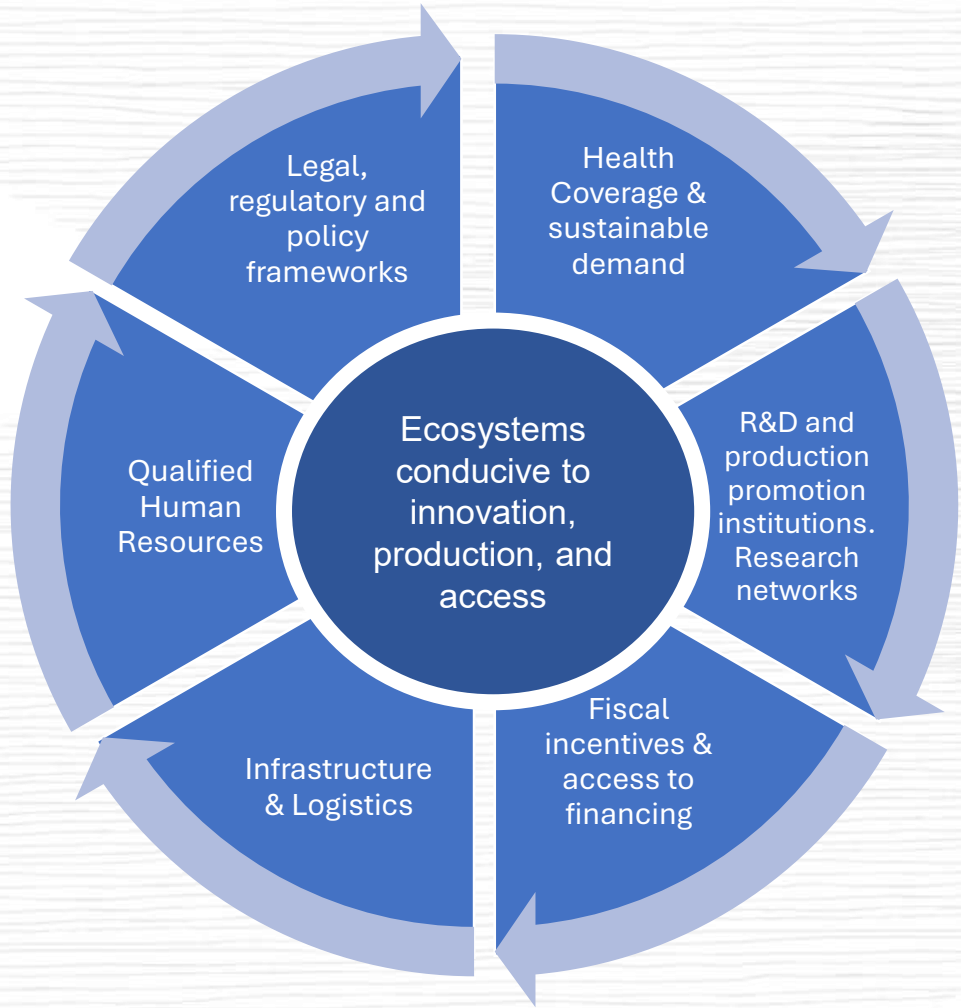 Legal,
regulatory and
policy
frameworks
Health
Coverage &
sustainable
demand
R&D and
production
promotion
institutions.
Research
networks
Fiscal
incentives &
access to
financing
Infrastructure
& Logistics
Qualified
Human
Resources
Ecosystems
conducive to
innovation,
production, and
access